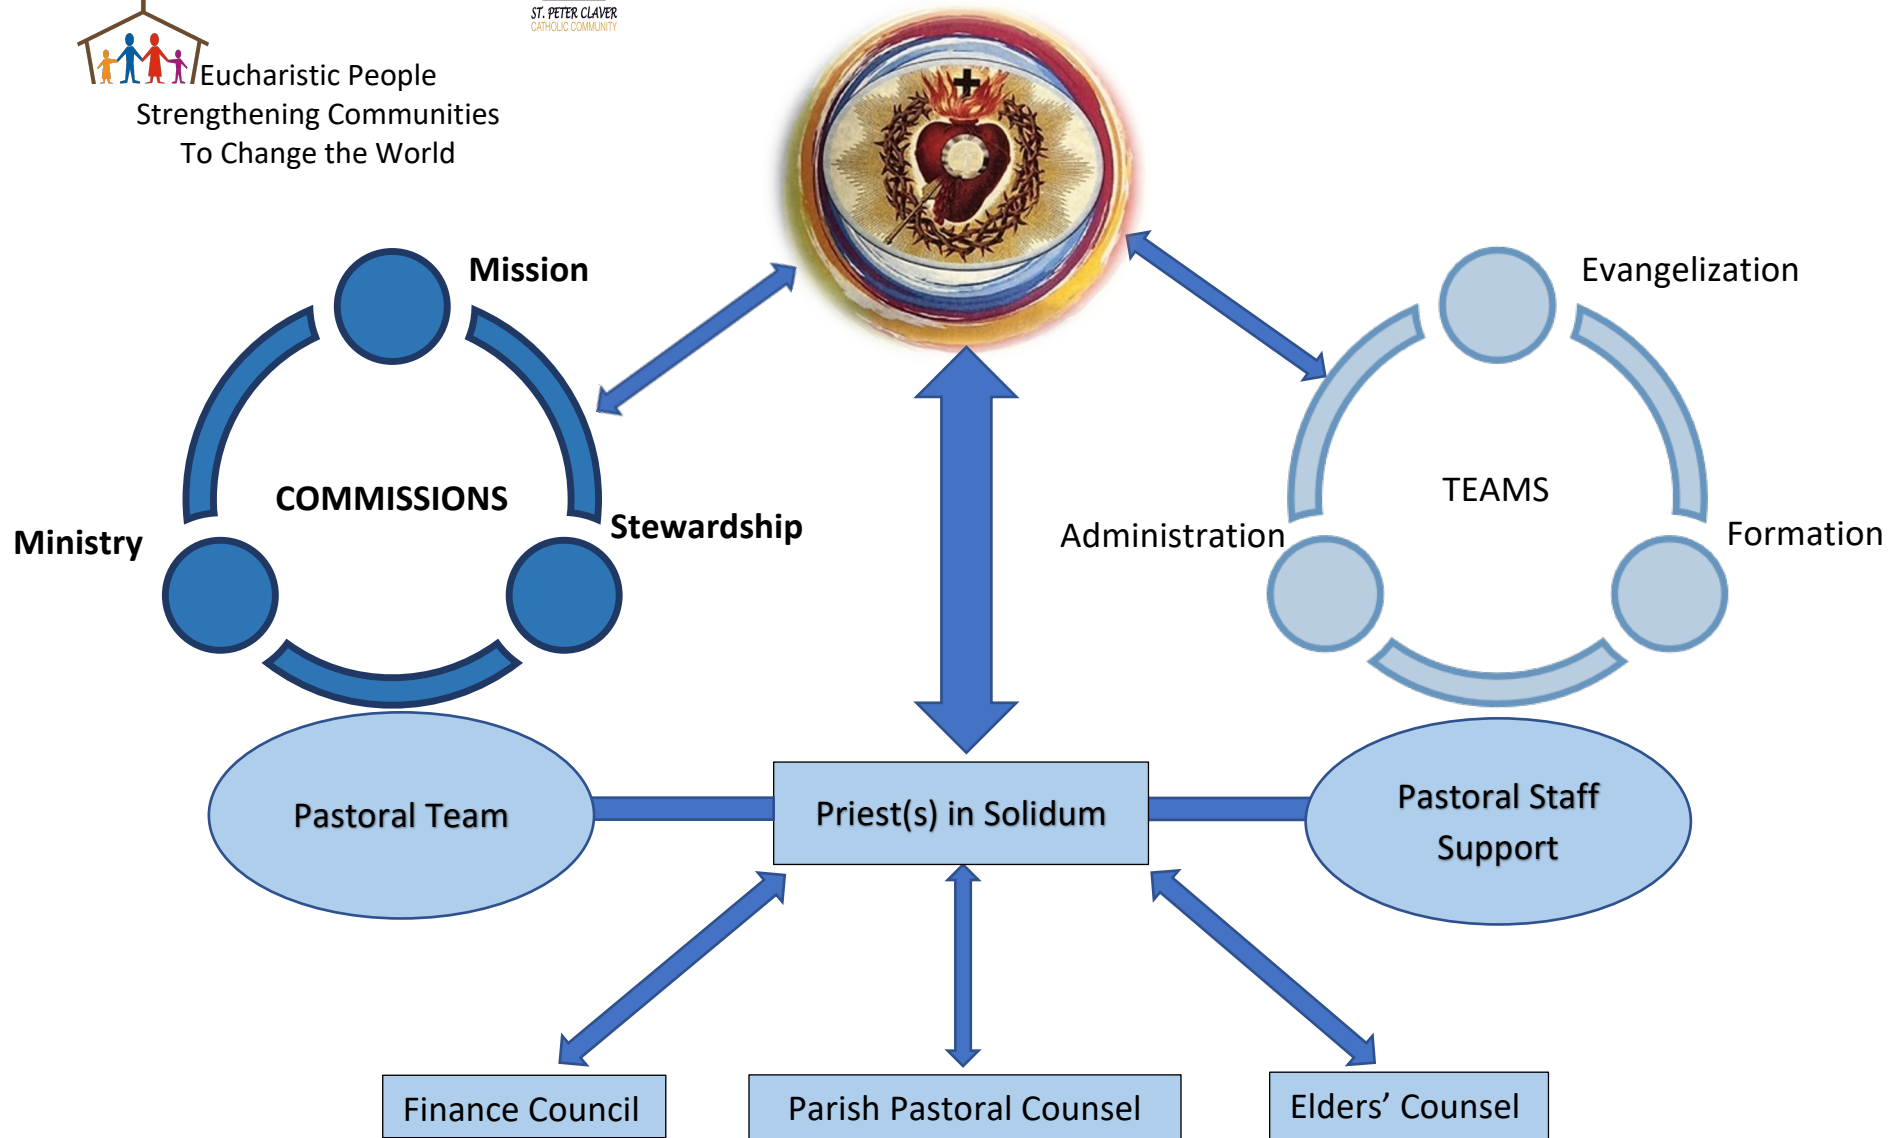 ST. PETER CLAVER
CATHOLIC COMMUNITY
Eucharistic People
Strengthening Communities
To Change the World
Mission
Evangelization
COMMISSIONS
TEAMS
Ministry
Stewardship
Administration
Formation
Pastoral Team
Priest(s) in Solidum
Pastoral Staff
Support
Finance Council
Parish Pastoral Counsel
Elders’ Counsel